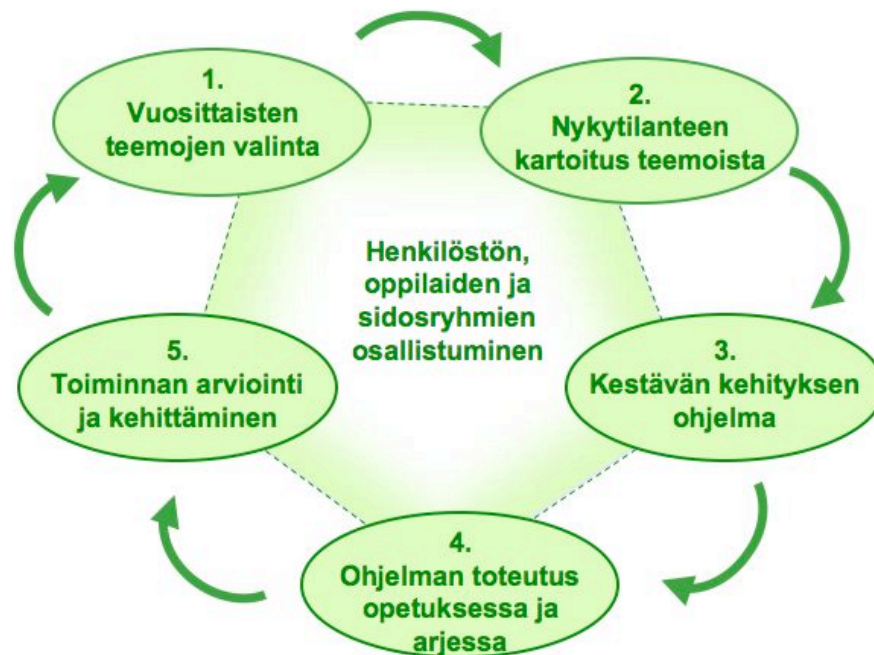 1.
Vuosittaisten
teemojen valinta
2.
Nykytilanteen
kartoitus teemoista
Henkilöstön,
oppilaiden ja
sidosryhmien
osallistuminen
3.
Kestävän kehityksen
ohjelma
4.
Ohjelman toteutus
opetuksessa ja
arjessa
5.
Toiminnan arviointi
ja kehittäminen